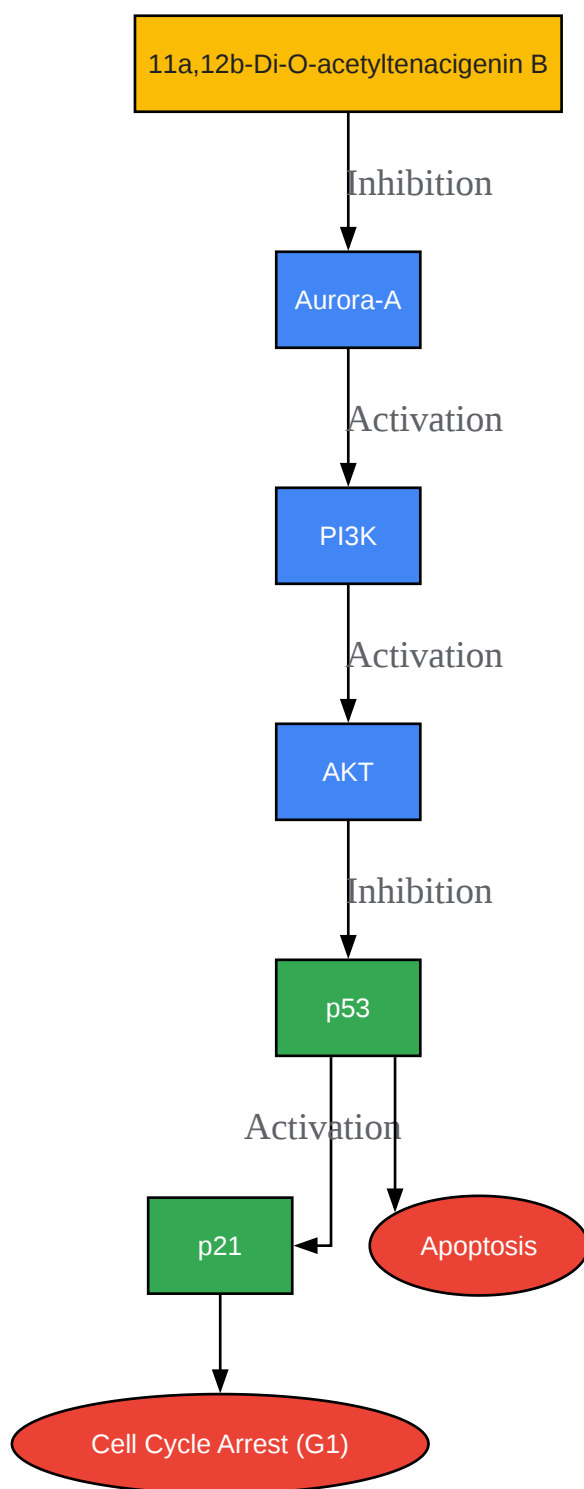 11a,12b-Di-O-acetyltenacigenin B
Inhibition
Aurora-A
Activation
PI3K
Activation
AKT
Inhibition
p53
Activation
p21
Apoptosis
Cell Cycle Arrest (G1)